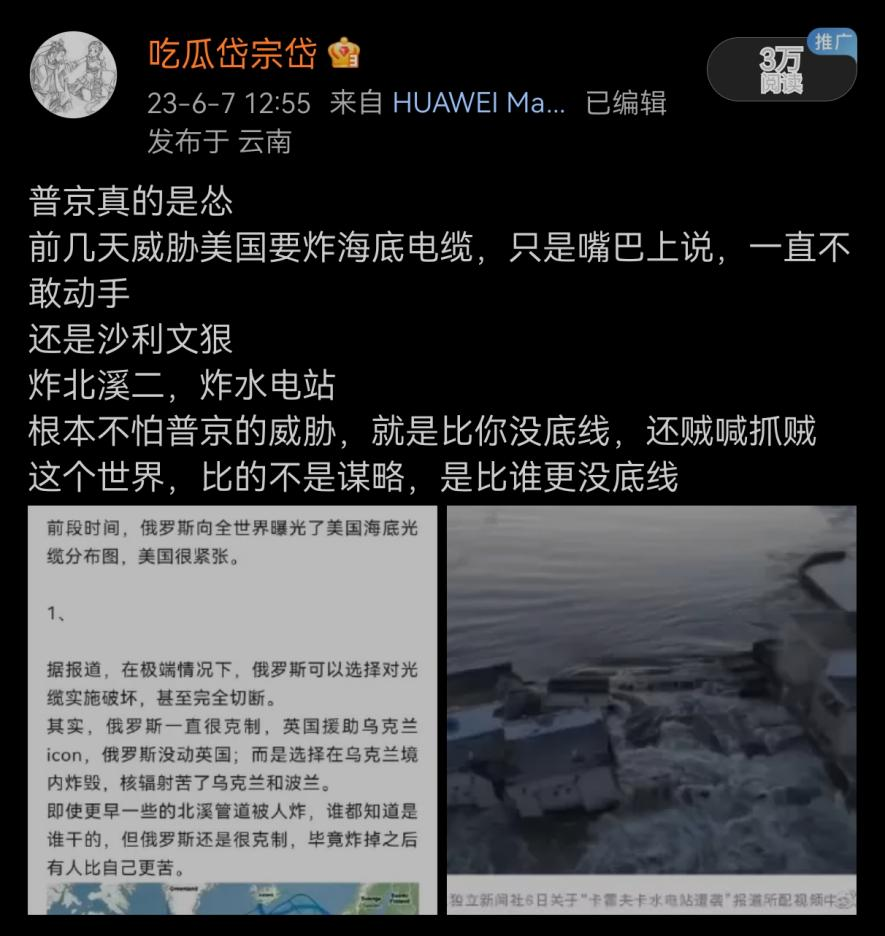 吃瓜岱宗岱
推广
3万
阅读
23-6-7 12:55 来自 HUAWEI Ma... 已编辑
发布于 云南
普京真的是怂
前几天威胁美国要炸海底电缆，只是嘴巴上说，一直不
敢动手
还是沙利文狠
炸北溪二，炸水电站
根本不怕普京的威胁，就是比你没底线，还贼喊抓贼
这个世界，比的不是谋略，是比谁更没底线
前段时间，俄罗斯向全世界曝光了美国海底光
缆分布图，美国很紧张。
1、
据报道，在极端情况下，俄罗斯可以选择对光
缆实施破坏，甚至完全切断。
其实，俄罗斯一直很克制，英国援助乌克兰
icon，俄罗斯没动英国；而是选择在乌克兰境
内炸毁，核辐射苦了乌克兰和波兰。
即使更早一些的北溪管道被人炸，谁都知道是
谁干的，但俄罗斯还是很克制，毕竟炸掉之后
有人比自己更苦。
Greenland
独立新闻社6日关于“卡霍夫卡水电站遭袭”报道所配视频